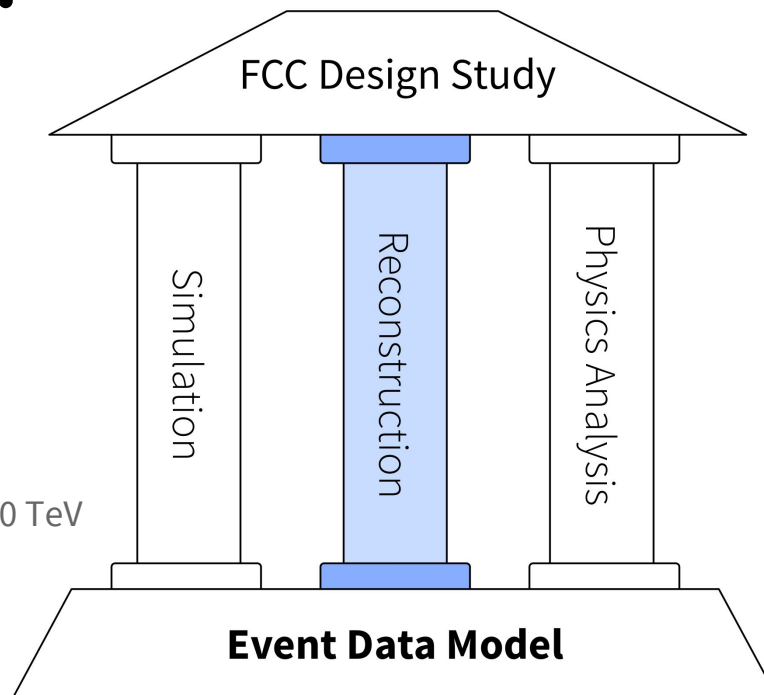 FCC Design Study
Simulation
Reconstruction
Physics Analysis
0 TeV
Event Data Model